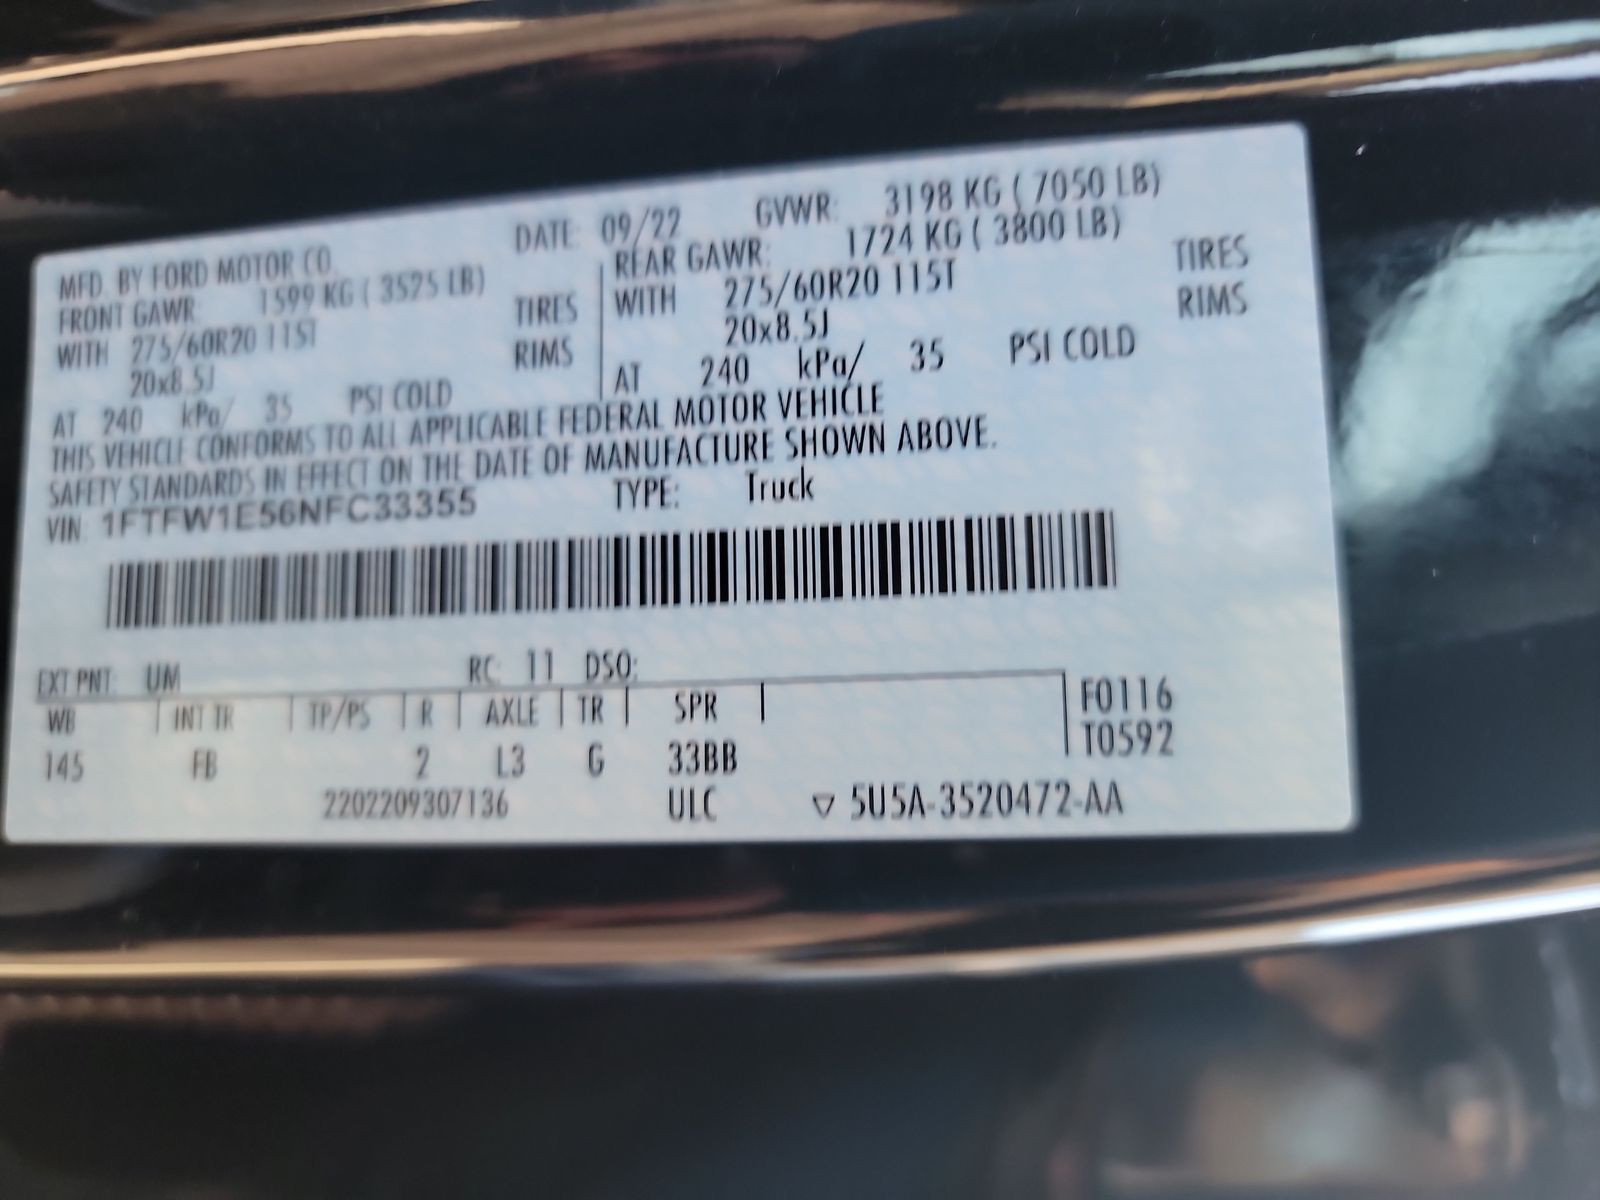 MFD. BY FORD MOTOR CO. DATE: 09/22 GVWR: 3198 KG ( 7050 LB)
FRONT GAWR: 1599 KG ( 3525 LB) REAR GAWR: 1724 KG ( 3800 LB)
WITH 275/60R20 115T TIRES WITH 275/60R20 115T TIRES
20x8.5J RIMS 20x8.5J RIMS
AT 240 kPa/ 35 PSI COLD AT 240 kPa/ 35 PSI COLD
THIS VEHICLE CONFORMS TO ALL APPLICABLE FEDERAL MOTOR VEHICLE
SAFETY STANDARDS IN EFFECT ON THE DATE OF MANUFACTURE SHOWN ABOVE.
VIN: 1FTFW1E56NFC33355 TYPE: Truck
EXT PNT: UM RC: 11 DSO:
WB INT TR TP/PS R AXLE TR SPR F0116
145 FB 2 L3 G 33BB T0592
2202209307136 ULC ▽ 5U5A-3520472-AA